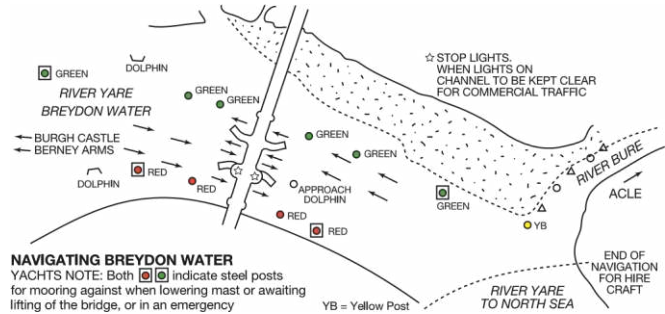 GREEN
DOLPHIN
RIVER YARE
BREYDON WATER
GREEN
GREEN
BURGH CASTLE
BERNEY ARMS
DOLPHIN
RED
RED
GREEN
GREEN
APPROACH
DOLPHIN
RED
RED
GREEN
YB
☆ STOP LIGHTS.
WHEN LIGHTS ON
CHANNEL TO BE KEPT CLEAR
FOR COMMERCIAL TRAFFIC
RIVER BURE
ACLE
END OF
NAVIGATION
FOR HIRE
CRAFT
RIVER YARE
TO NORTH SEA
NAVIGATING BREYDON WATER
YACHTS NOTE: Both indicate steel posts
for mooring against when lowering mast or awaiting
lifting of the bridge, or in an emergency
YB = Yellow Post